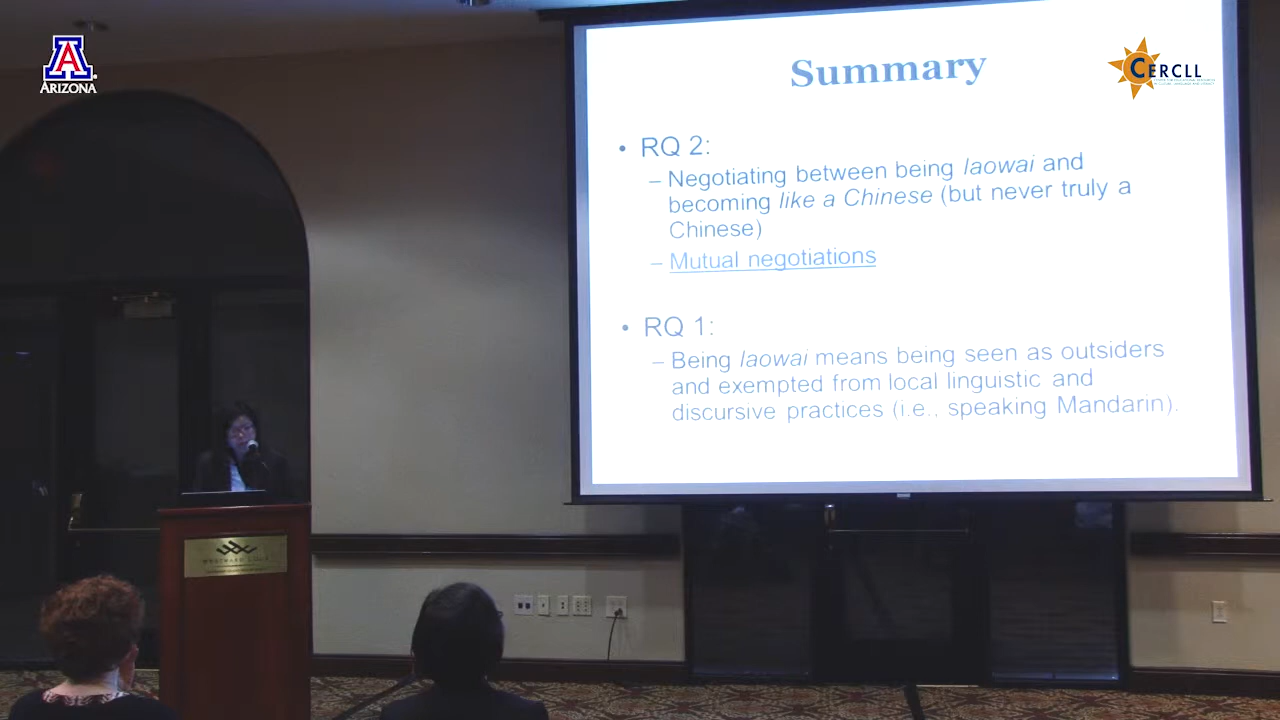 A
ARIZONA
Summary
CERCLL
• RQ 2:
– Negotiating between being laowai and
becoming like a Chinese (but never truly a
Chinese)
– Mutual negotiations
• RQ 1:
– Being laowai means being seen as outsiders
and exempted from local linguistic and
discursive practices (i.e., speaking Mandarin).